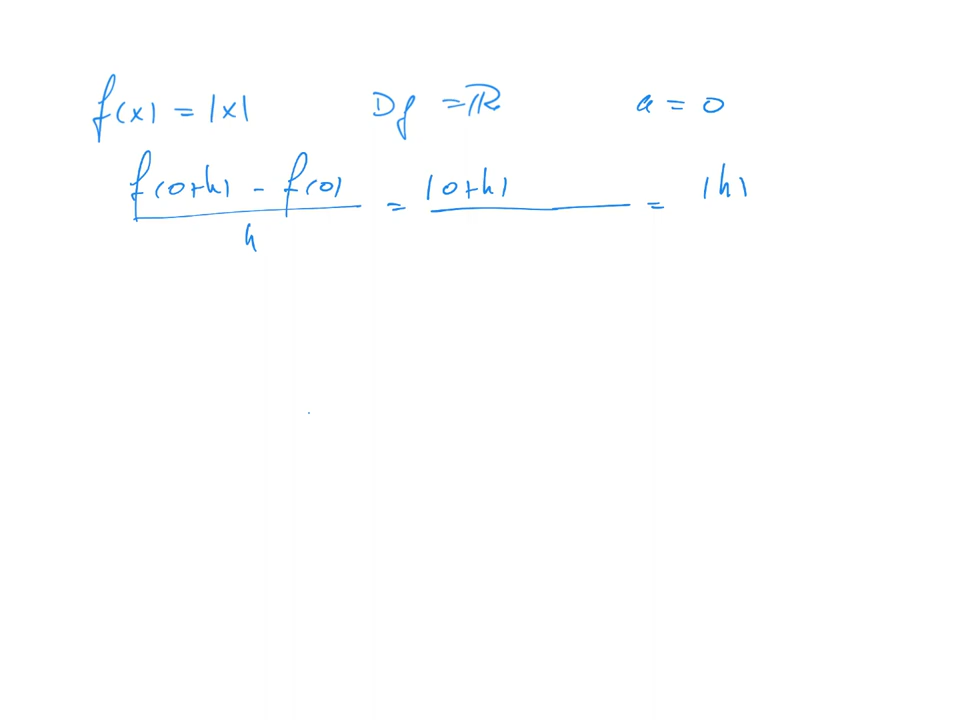 f(x) = |x| Df = ℝ a = 0
f(0+h) - f(0) / h = |0+h| / = |h|